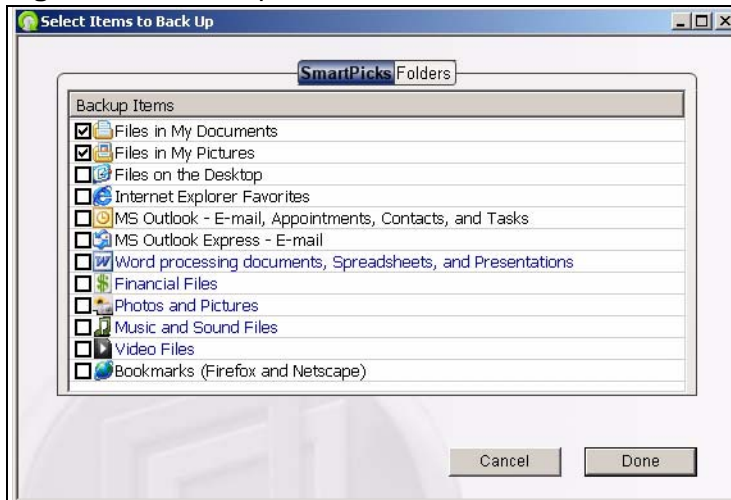 Select Items to Back Up
SmartPicks Folders
Backup Items
Files in My Documents
Files in My Pictures
Files on the Desktop
Internet Explorer Favorites
MS Outlook - E-mail, Appointments, Contacts, and Tasks
MS Outlook Express - E-mail
Word processing documents, Spreadsheets, and Presentations
Financial Files
Photos and Pictures
Music and Sound Files
Video Files
Bookmarks (Firefox and Netscape)
Cancel Done